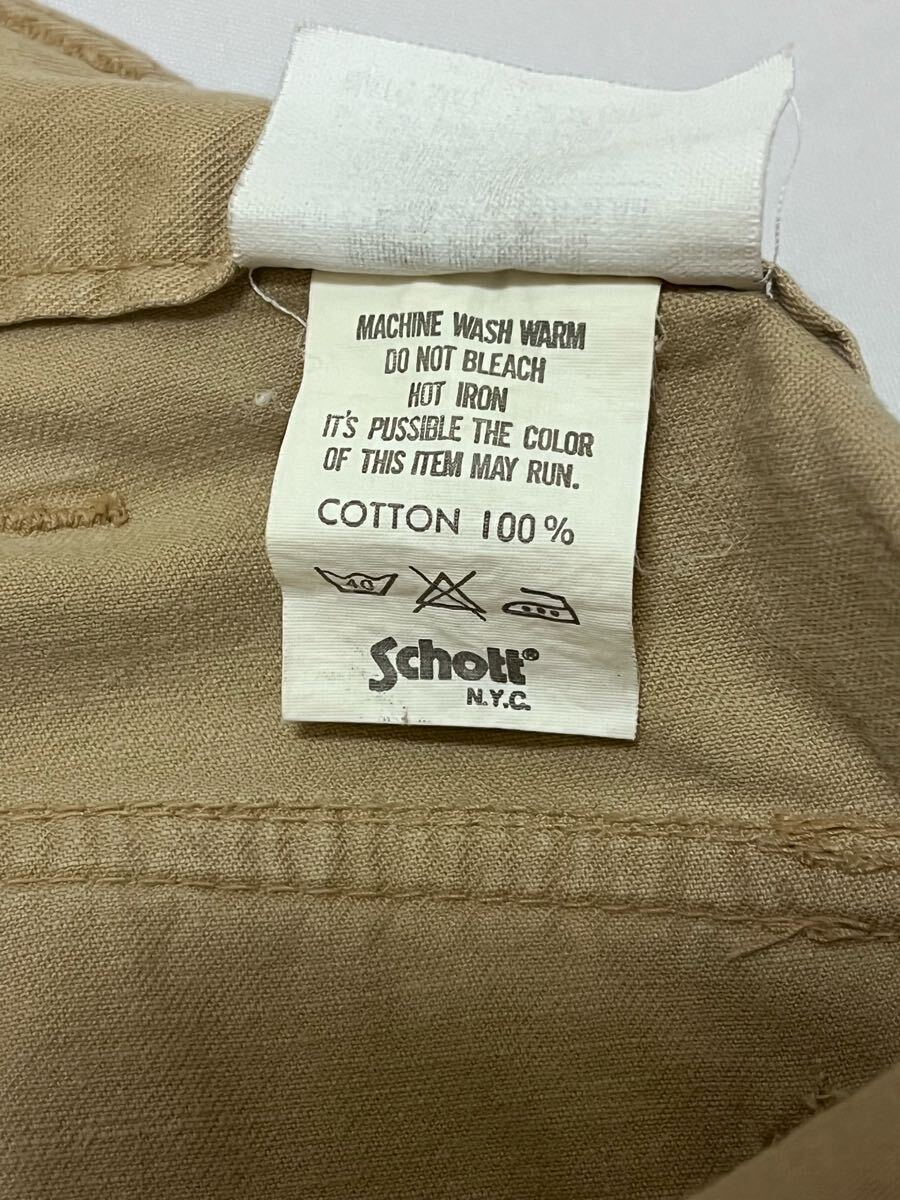 MACHINE WASH WARM
DO NOT BLEACH
HOT IRON
IT'S PUSSIBLE THE COLOR
OF THIS ITEM MAY RUN.
COTTON 100%
40
Schott®
N.Y.C.